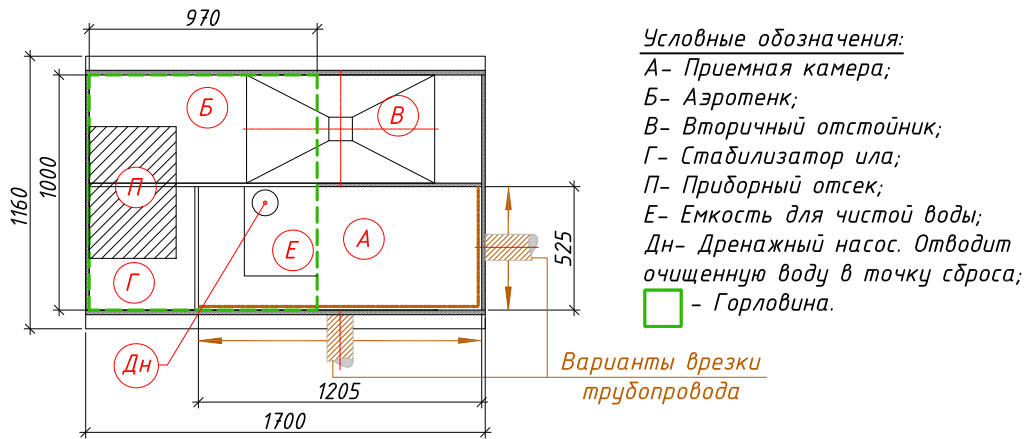 970
Условные обозначения:
А- Приемная камера;
Б- Аэротенк;
В- Вторичный отстойник;
Г- Стабилизатор ила;
П- Приборный отсек;
Е- Емкость для чистой воды;
Дн- Дренажный насос. Отводит
очищенную воду в точку сброса;
- Горловина.
Б
В
П
1160
1000
Е
А
525
Г
Дн
Варианты врезки
трубопровода
1205
1700